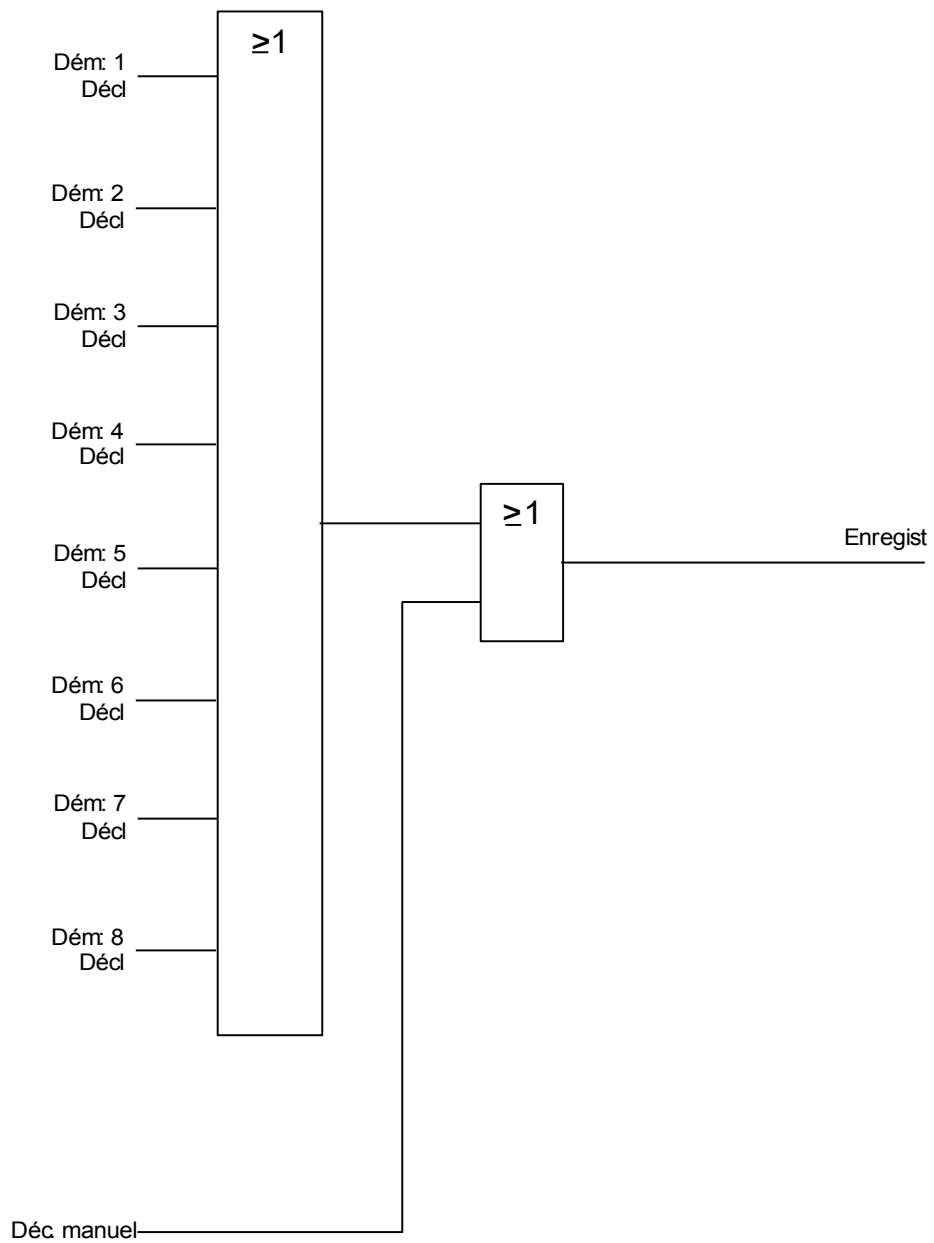 ≥1
Dém: 1
Décl
Dém: 2
Décl
Dém: 3
Décl
Dém: 4
Décl
≥1
Enregist
Dém: 5
Décl
Dém: 6
Décl
Dém: 7
Décl
Dém: 8
Décl
Déc. manuel